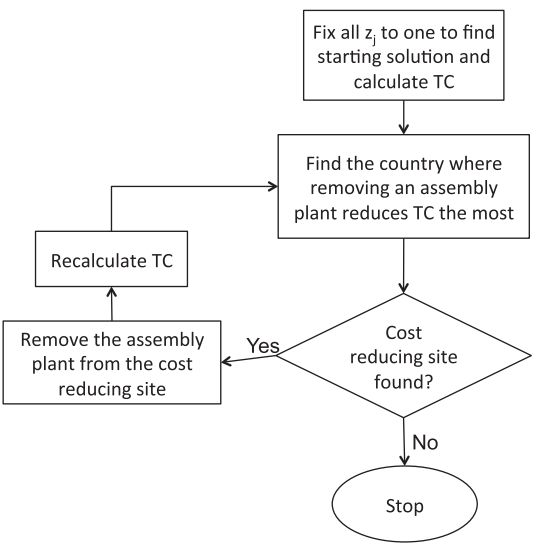 Fix all zj to one to find
starting solution and
calculate TC
Find the country where
removing an assembly
plant reduces TC the most
Recalculate TC
Remove the assembly
plant from the cost
reducing site
Yes
Cost
reducing site
found?
No
Stop